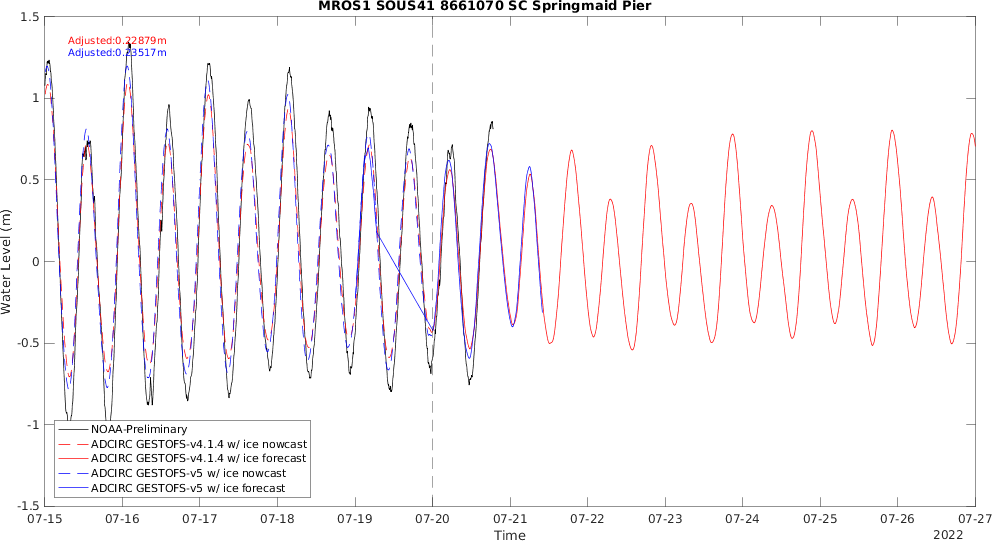 MROS1 SOUS41 8661070 SC Springmaid Pier
Adjusted:0.22879m
Adjusted:0.23517m
1.5
1
0.5
0
-0.5
-1
-1.5
Water Level (m)
NOAA-Preliminary
ADCIRC GESTOFS-v4.1.4 w/ ice nowcast
ADCIRC GESTOFS-v4.1.4 w/ ice forecast
ADCIRC GESTOFS-v5 w/ ice nowcast
ADCIRC GESTOFS-v5 w/ ice forecast
07-15 07-16 07-17 07-18 07-19 07-20 07-21 07-22 07-23 07-24 07-25 07-26 07-27
Time
2022